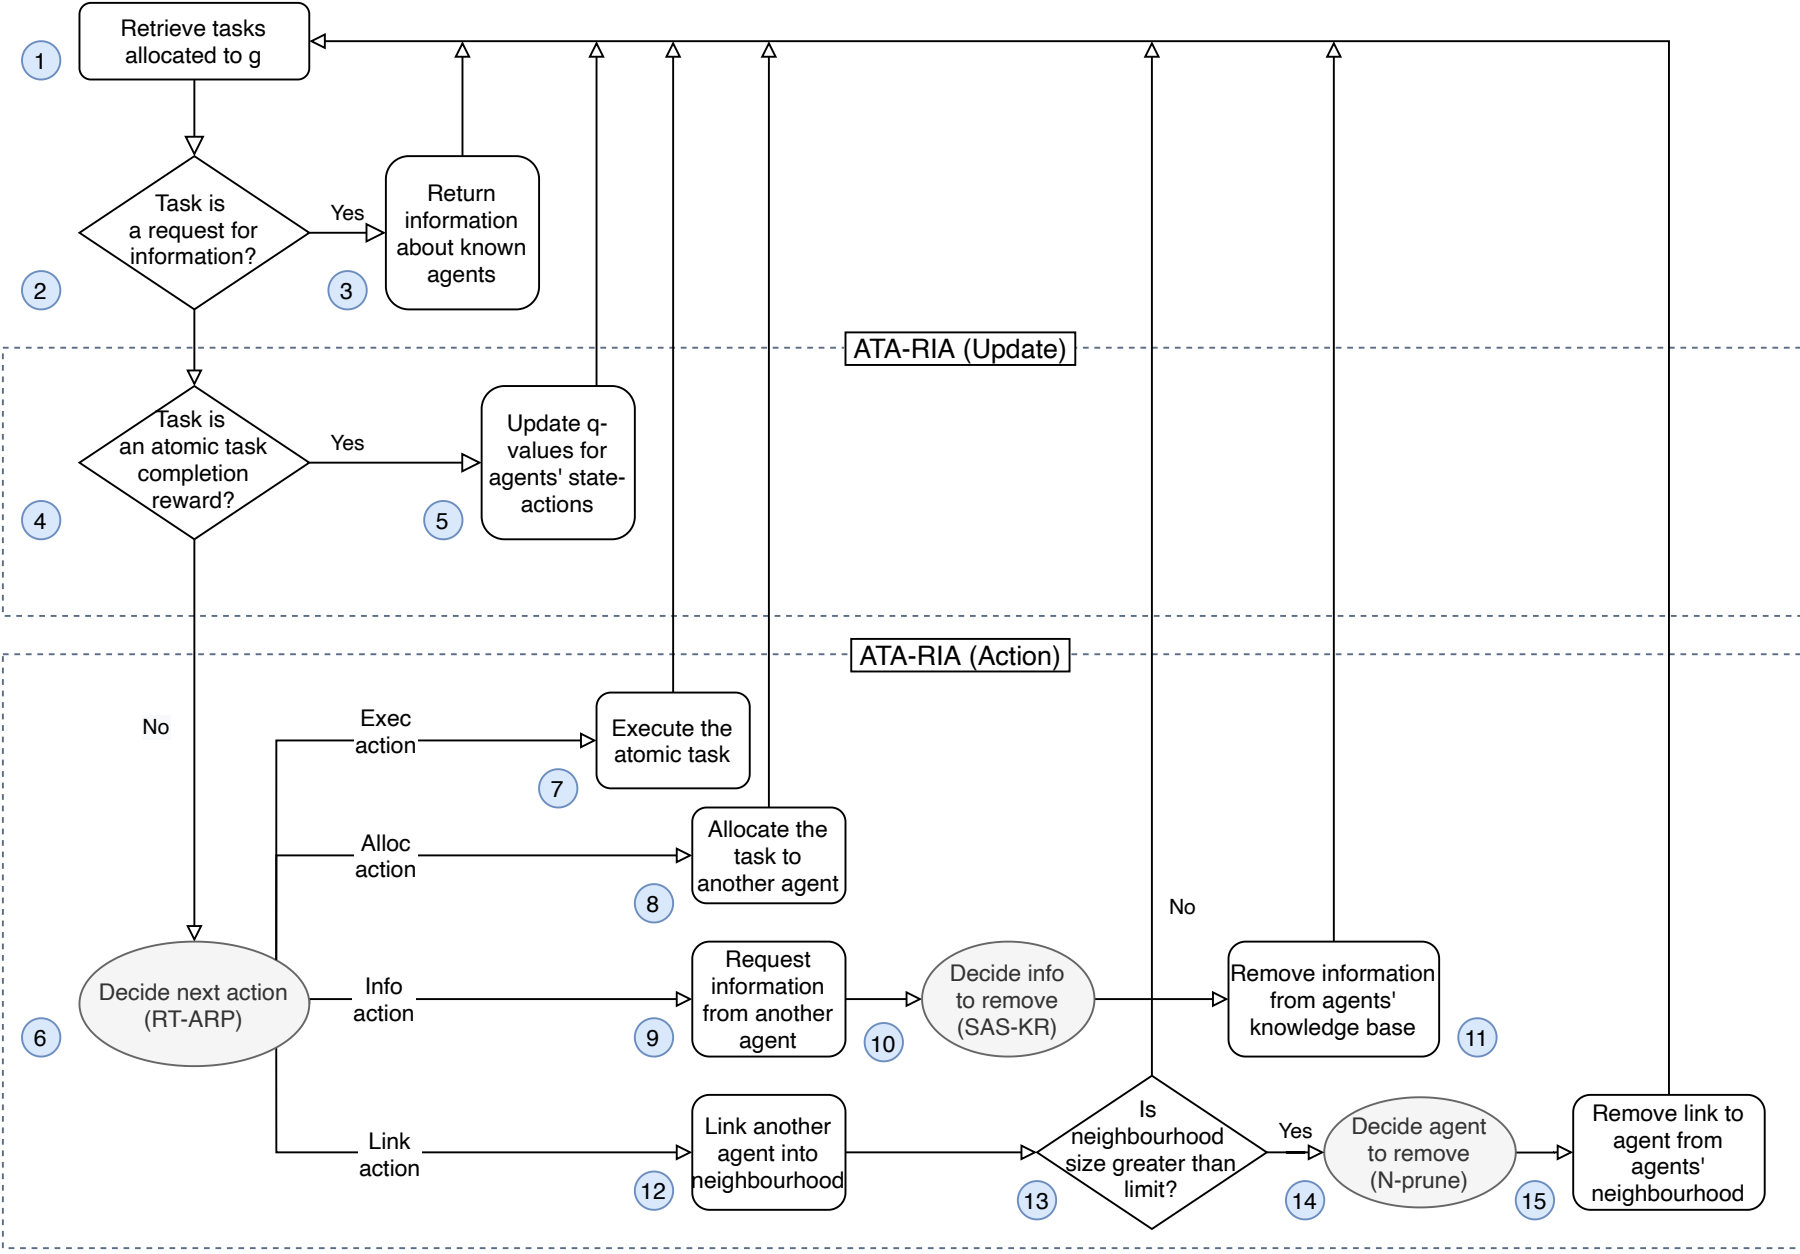 Retrieve tasks
allocated to g
1
Task is
a request for
information?
2
Yes
3
Return
information
about known
agents
ATA-RIA (Update)
Task is
an atomic task
completion
reward?
4
Yes
5
Update q-
values for
agents' state-
actions
ATA-RIA (Action)
No
Exec
action
7
Execute the
atomic task
Alloc
action
8
Allocate the
task to
another agent
No
Decide next action
(RT-ARP)
6
Info
action
9
Request
information
from another
agent
10
Decide info
to remove
(SAS-KR)
Remove information
from agents'
knowledge base
11
Link
action
12
Link another
agent into
neighbourhood
13
Is
neighbourhood
size greater than
limit?
Yes
14
Decide agent
to remove
(N-prune)
15
Remove link to
agent from
agents'
neighbourhood